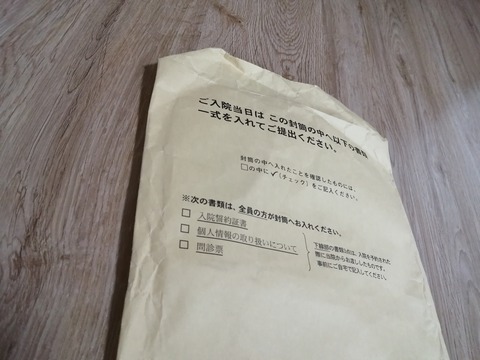 ご入院当日は この封筒の中へ以下の書類
一式を入れてご提出ください。
封筒の中へ入れたことを確認したものには、
□の中に✓(チェック)をご記入ください。
※次の書類は、全員の方が封筒へお入れください。
□ 入院誓約証書
□ 個人情報の取り扱いについて
□ 問診票
下線部の書類は、入院を予約された
際に当院からお渡ししたものです。
事前にご自宅で記入してください。